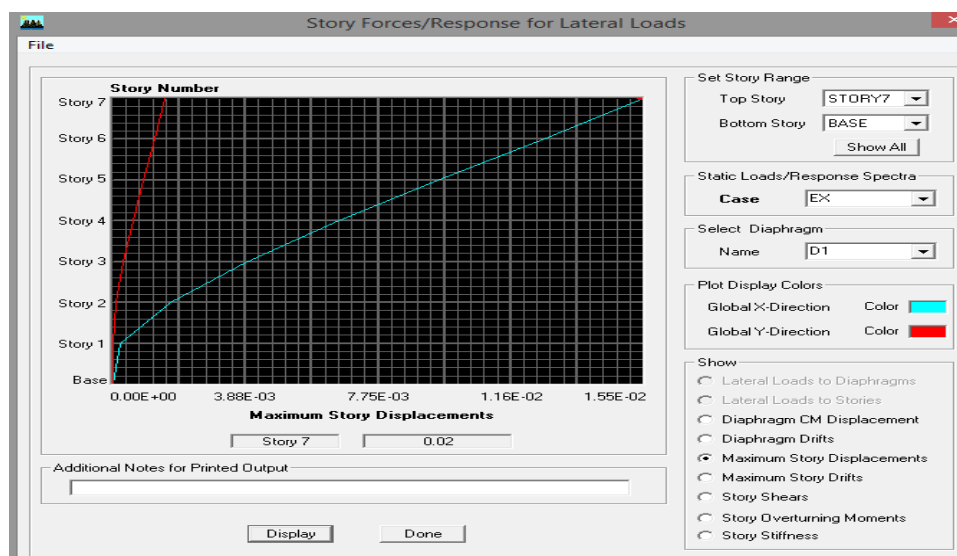 Story Forces/Response for Lateral Loads
File
Story Number
Story 7
Story 6
Story 5
Story 4
Story 3
Story 2
Story 1
Base
0.00E+00 3.88E-03 7.75E-03 1.16E-02 1.55E-02
Maximum Story Displacements
Story 7 0.02
Additional Notes for Printed Output
Display Done
Set Story Range
Top Story STORY7
Bottom Story BASE
Show All
Static Loads/Response Spectra
Case EX
Select Diaphragm
Name D1
Plot Display Colors
Global X-Direction Color
Global Y-Direction Color
Show
Lateral Loads to Diaphragms
Lateral Loads to Stories
Diaphragm CM Displacement
Diaphragm Drifts
Maximum Story Displacements
Maximum Story Drifts
Story Shears
Story Overturning Moments
Story Stiffness